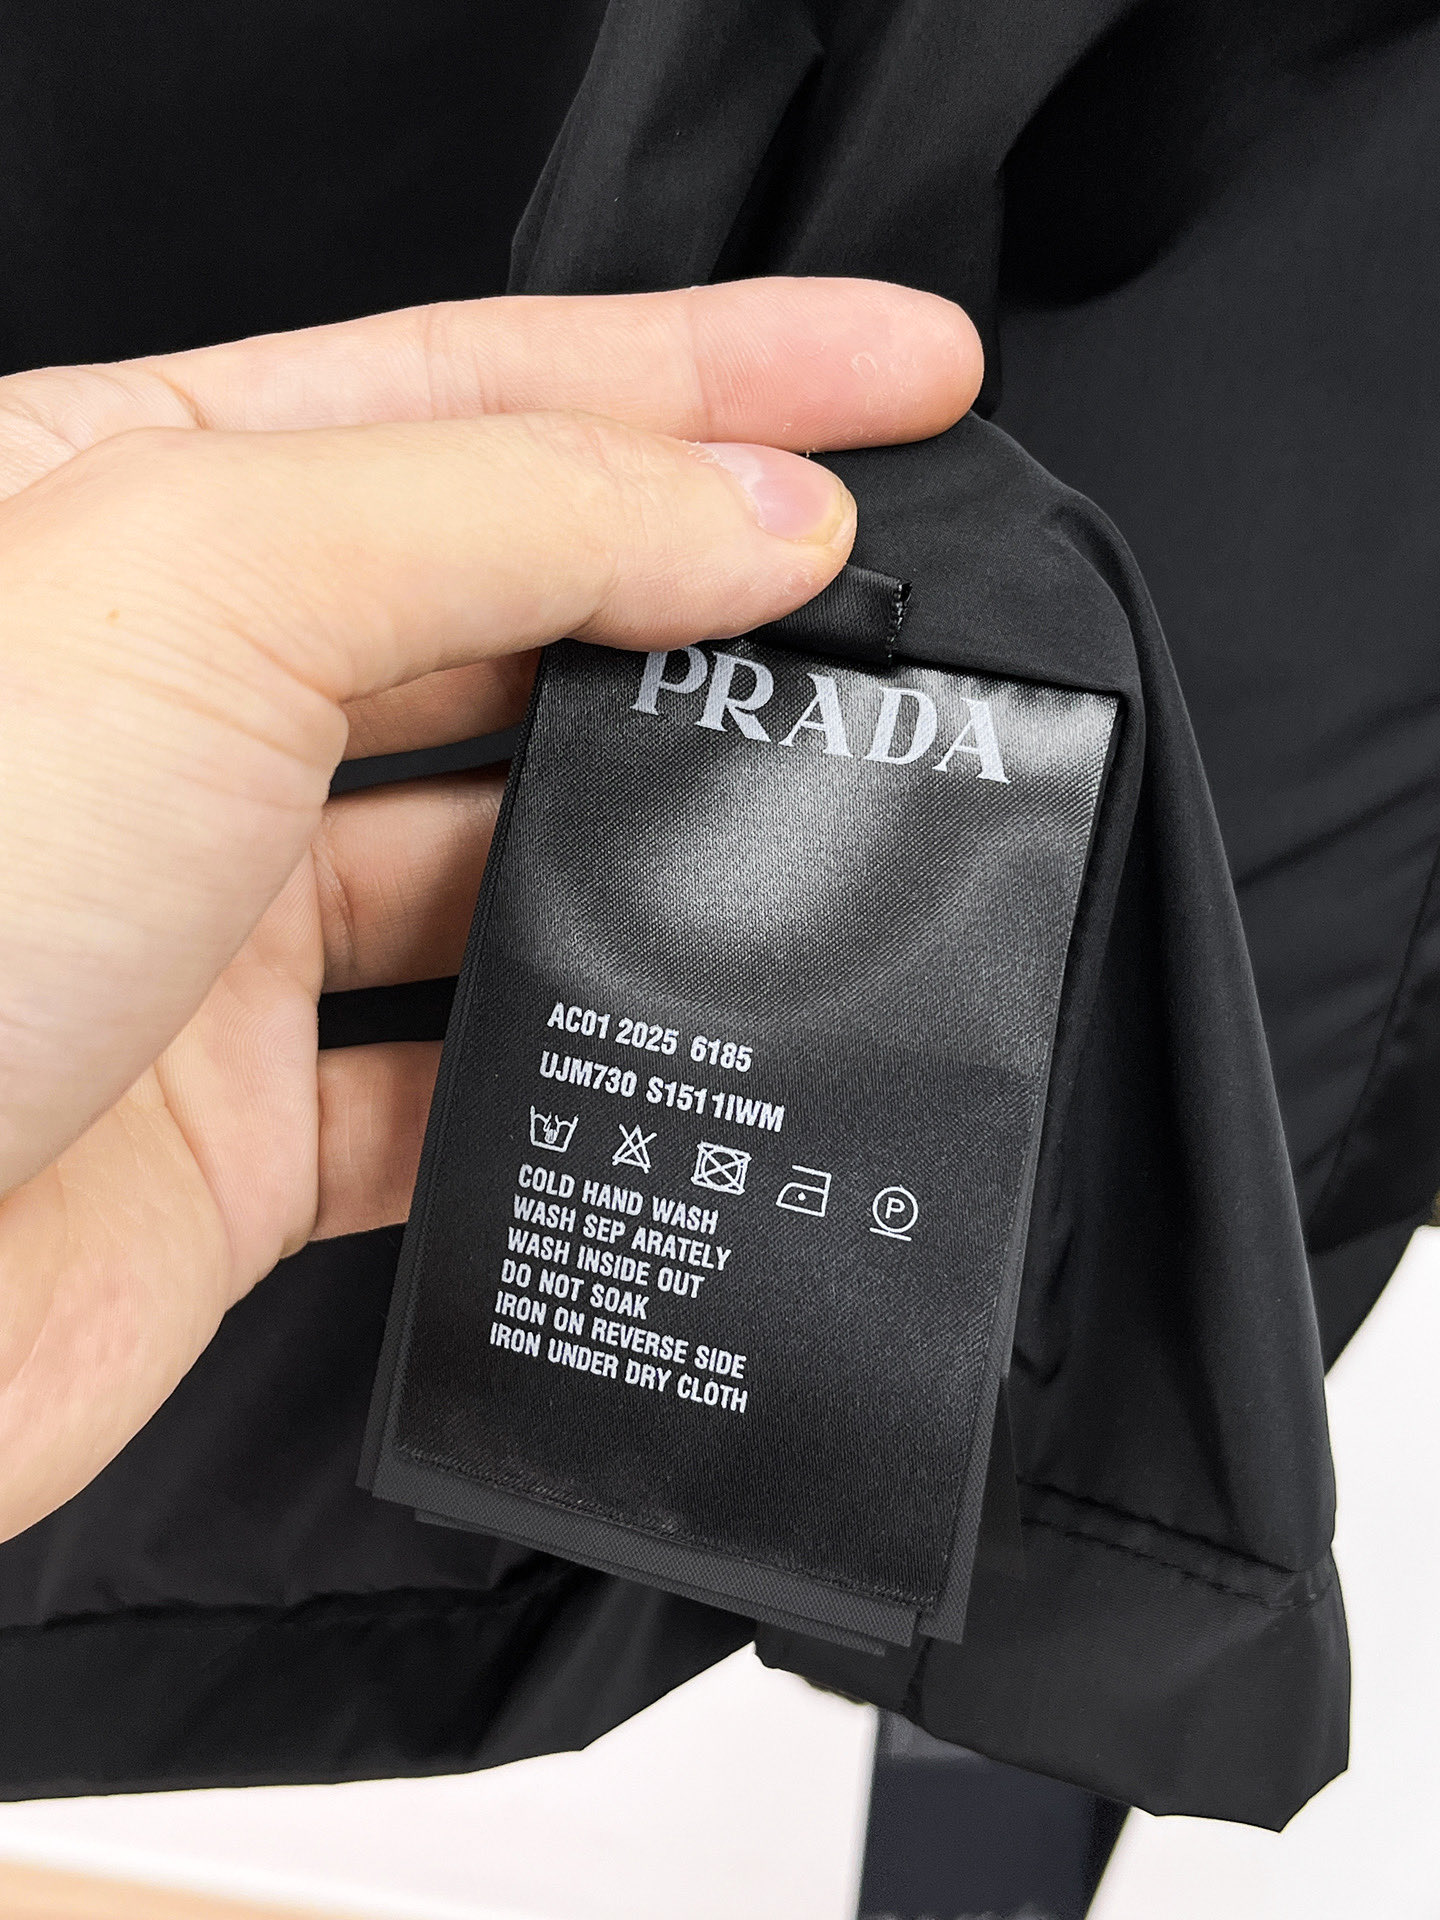 PRADA
AC01 2025 6185
UJM730 S1511IWM
P
COLD HAND WASH
WASH SEP ARATELY
WASH INSIDE OUT
DO NOT SOAK
IRON ON REVERSE SIDE
IRON UNDER DRY CLOTH